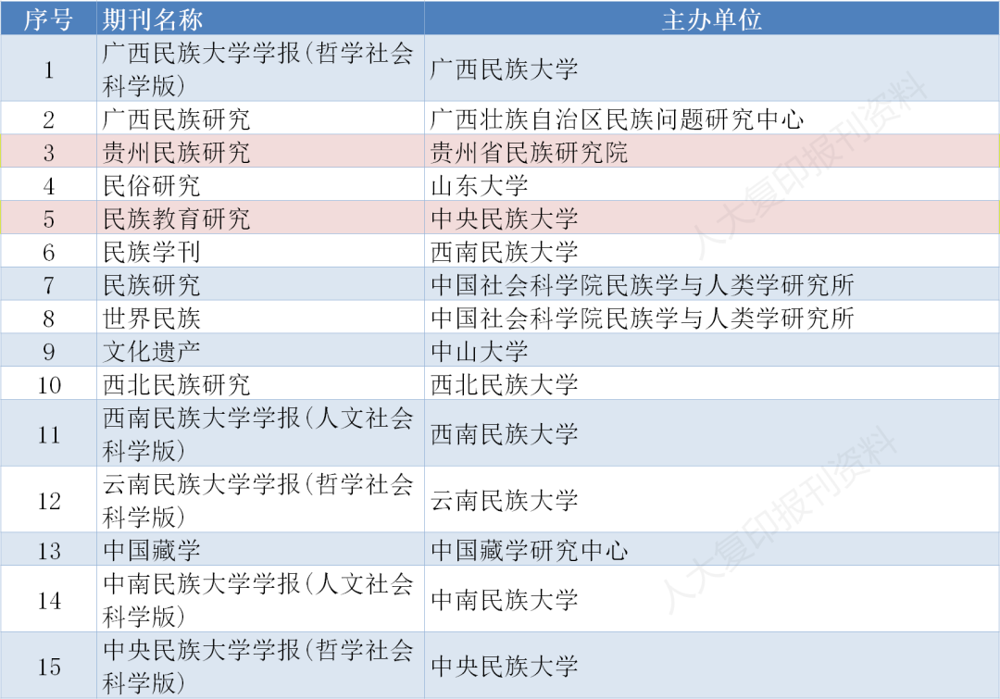 序号 期刊名称 主办单位
1 广西民族大学学报(哲学社会
科学版) 广西民族大学
2 广西民族研究 广西壮族自治区民族问题研究中心
3 贵州民族研究 贵州省民族研究院
4 民俗研究 山东大学
5 民族教育研究 中央民族大学
6 民族学刊 西南民族大学
7 民族研究 中国社会科学院民族学与人类学研究所
8 世界民族 中国社会科学院民族学与人类学研究所
9 文化遗产 中山大学
10 西北民族研究 西北民族大学
11 西南民族大学学报(人文社会
科学版) 西南民族大学
12 云南民族大学学报(哲学社会
科学版) 云南民族大学
13 中国藏学 中国藏学研究中心
14 中南民族大学学报(人文社会
科学版) 中南民族大学
15 中央民族大学学报(哲学社会
科学版) 中央民族大学
人大复印报刊资料
人大复印报刊资料